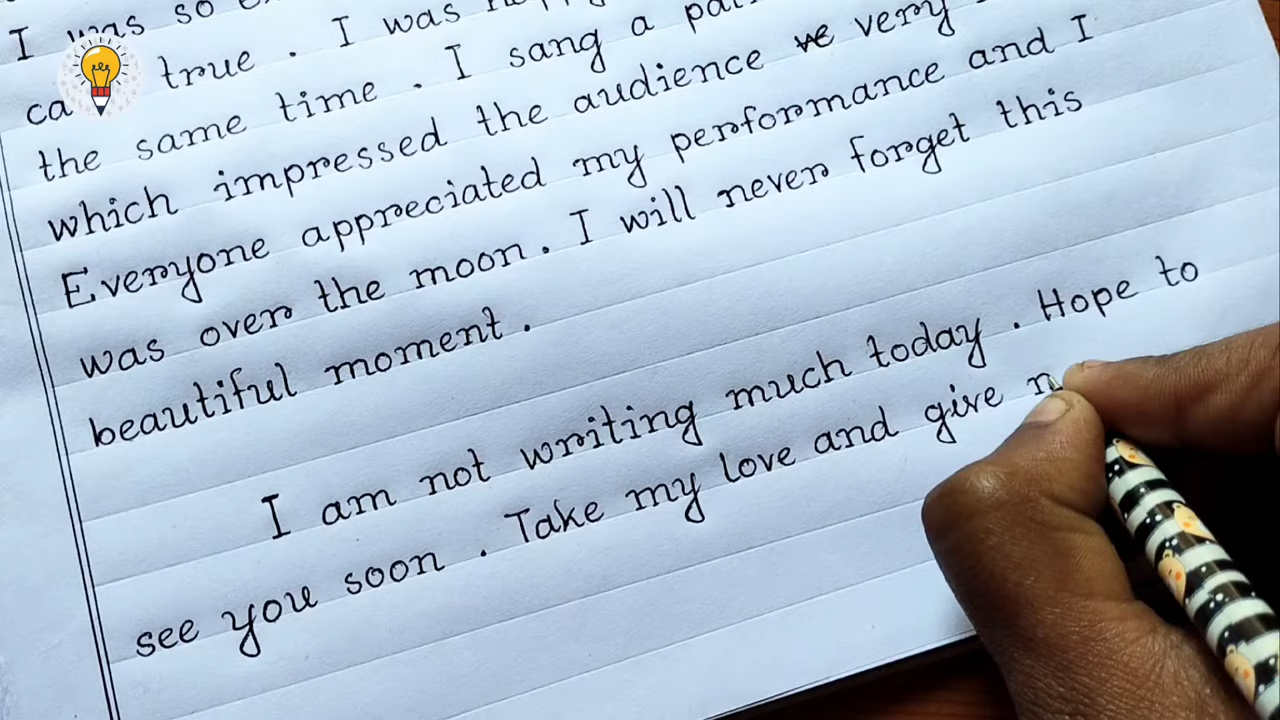 I was so
true . I was
the same time . I sang a
which impressed the audience very
Everyone appreciated my performance and I
was over the moon . I will never forget this
beautiful moment .
I am not writing much today . Hope to
see you soon . Take my love and give